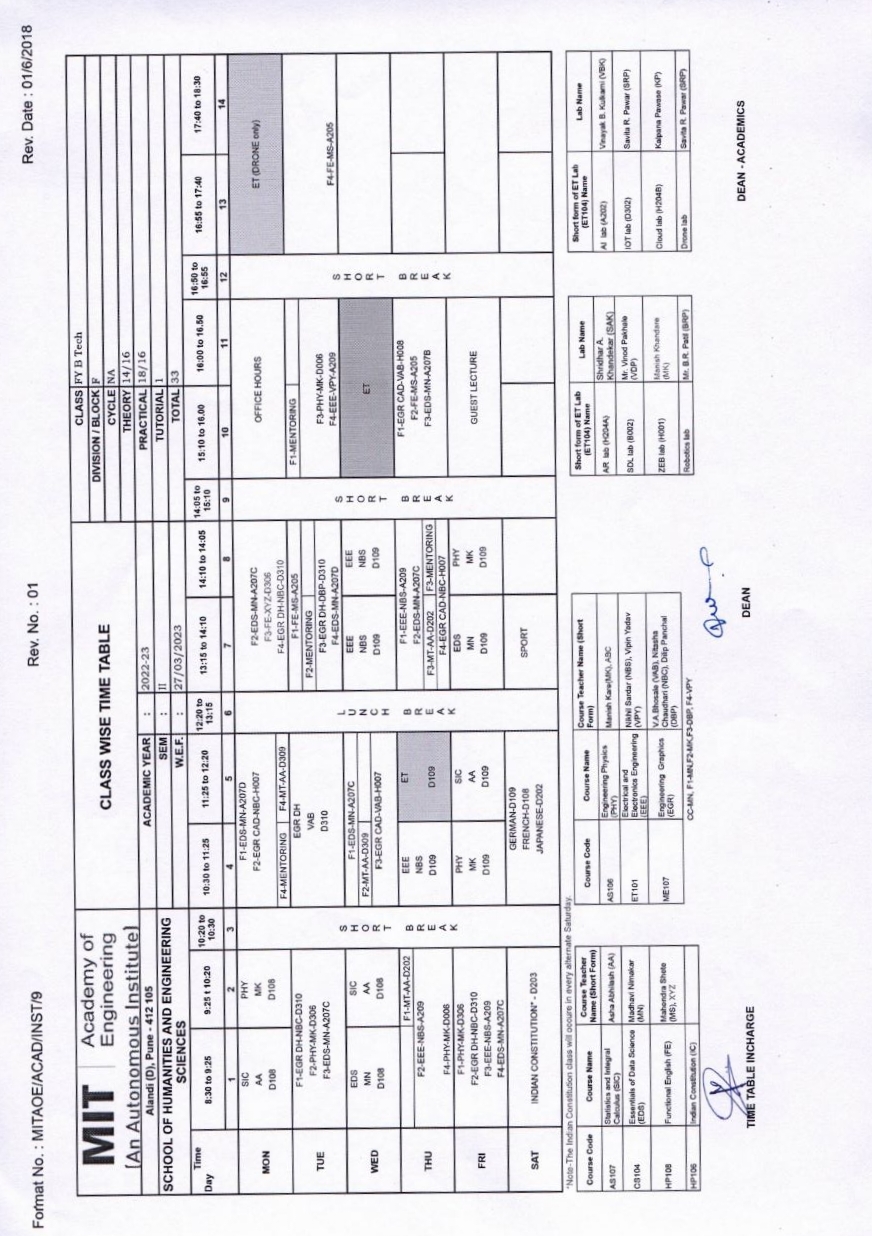 Format No. : MITAOE/ACAD/INST/9
Rev. No. : 01
Rev. Date : 01/6/2018
MIT
Academy of
Engineering
[An Autonomous Institute]
Alandi (D), Pune - 412 105
SCHOOL OF HUMANITIES AND ENGINEERING
SCIENCES
CLASS WISE TIME TABLE
ACADEMIC YEAR : 2022-23
SEM : II
W.E.F. : 27/03/2023
CLASS FY B Tech
DIVISION / BLOCK F
CYCLE NA
THEORY 14/16
PRACTICAL 18/16
TUTORIAL 1
TOTAL 33
Time
Day
8:30 to 9:25
9:25 t 10:20
10:20 to 10:30
10:30 to 11:25
11:25 to 12:20
12:20 to 13:15
13:15 to 14:10
14:10 to 14:05
14:05 to 15:10
15:10 to 16.00
16:00 to 16.50
16:50 to 16:55
16:55 to 17:40
17:40 to 18:30
1 2 3 4 5 6 7 8 9 10 11 12 13 14
MON
SIC
AA
D108
PHY
MK
D108
F1-EDS-MN-A207D
F2-EGR CAD-NBC-H007
F4-MENTORING
F4-MT-AA-D309
F2-EDS-MN-A207C
F3-FE-XYZ-D306
F4-EGR DH-NBC-D310
OFFICE HOURS
ET (DRONE only)
TUE
F1-EGR DH-NBC-D310
F2-PHY-MK-D306
F3-EDS-MN-A207C
EGR DH
VAB
D310
F1-FE-MS-A205
F2-MENTORING
F3-EGR DH-DBP-D310
F4-EDS-MN-A207D
F1-MENTORING
F3-PHY-MK-D006
F4-EEE-VPY-A209
F4-FE-MS-A205
WED
EDS
MN
D108
SIC
AA
D108
F1-EDS-MN-A207C
F2-MT-AA-D309
F3-EGR CAD-VAB-H007
EEE
NBS
D109
EEE
NBS
D109
ET
THU
F1-MT-AA-D202
F2-EEE-NBS-A209
F4-PHY-MK-D006
EEE
NBS
D109
ET
D109
F1-EEE-NBS-A209
F2-EDS-MN-A207C
F3-MT-AA-D202
F3-MENTORING
F4-EGR CAD-NBC-H007
F1-EGR CAD-VAB-H008
F2-FE-MS-A205
F3-EDS-MN-A207B
FRI
F1-PHY-MK-D306
F2-EGR DH-NBC-D310
F3-EEE-NBS-A209
F4-EDS-MN-A207C
PHY
MK
D109
SIC
AA
D109
EDS
MN
D109
PHY
MK
D109
GUEST LECTURE
SAT
INDIAN CONSTITUTION* - D203
GERMAN-D109
FRENCH-D108
JAPANESE-D202
SPORT
SHORT BREAK
LUNCH BREAK
SHORT BREAK
SHORT BREAK
*Note-The Indian Constitution class will occure in every alternate Saturday.
Course Code
Course Name
Course Teacher Name (Short Form)
AS107 Statistics and Integral Calculus (SIC) Asha Abhilash (AA)
CS104 Essentials of Data Science (EDS) Madhavi Nimakar (MN)
HP108 Functional English (FE) Mahendra Shete (MS), XYZ
HP106 Indian Constitution (IC)
Course Code
Course Name
Course Teacher Name (Short Form)
AS106 Engineering Physics (PHY) Manish Kare(MK), ABC
ET101 Electrical and Electronics Engineering (EEE) Nikhil Sardar (NBS), Vipin Yadav (VPY)
ME107 Engineering Graphics (EGR) V.A.Bhosale (VAB), Nitasha Chaudhari (NBC), Dilip Panchal (DBP)
CC-MN, F1-MN,F2-MK,F3-DBP, F4-VPY
Short form of ET Lab (ET104) Name
Lab Name
AR lab (H204A) Shridhar A. Khandekar (SAK)
SDL lab (B002) Mr. Vinod Pakhale (VDP)
ZEB lab (H001) Manish Khandare (MK)
Robotics lab Mr. B.R. Patil (BRP)
Short form of ET Lab (ET104) Name
Lab Name
AI lab (A202) Vinayak B. Kulkarni (VBK)
IOT lab (D302) Savita R. Pawar (SRP)
Cloud lab (H204B) Kalpana Pawase (KP)
Drone lab Savita R. Pawar (SRP)
TIME TABLE INCHARGE
DEAN
DEAN - ACADEMICS